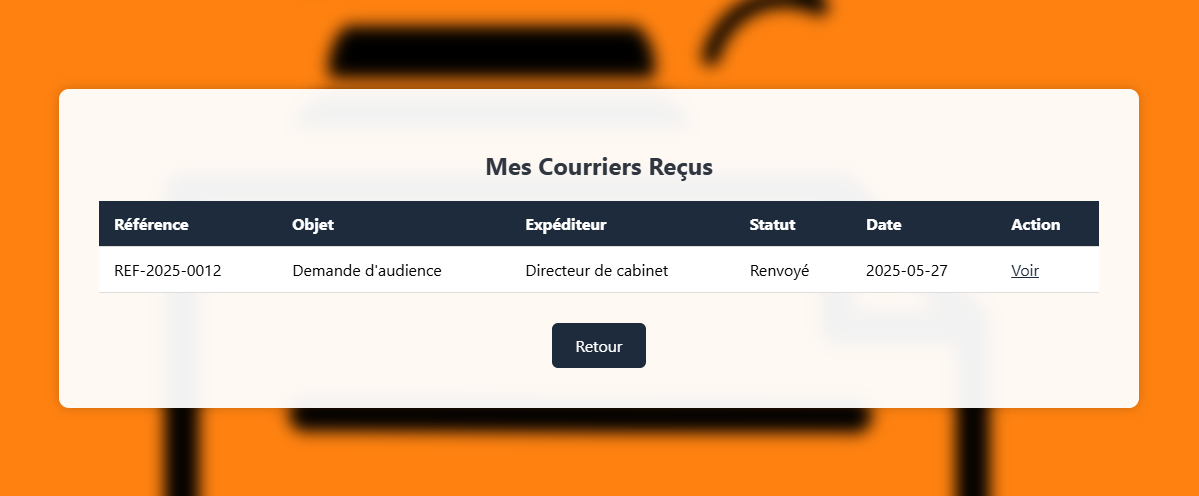 Mes Courriers Reçus
Référence Objet Expéditeur Statut Date Action
REF-2025-0012 Demande d'audience Directeur de cabinet Renvoyé 2025-05-27 Voir
Retour